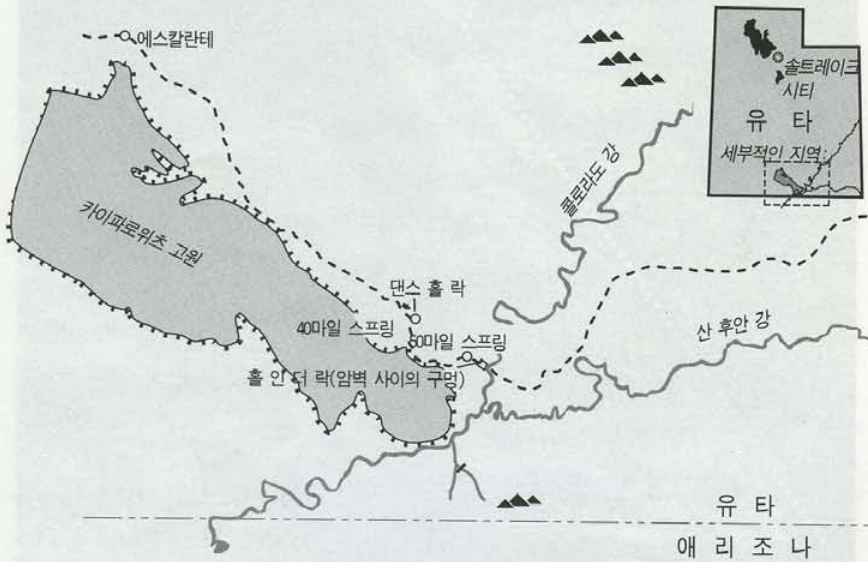 에스칼란테
카이파로위츠 고원
댄스 홀 락
40마일 스프링
50마일 스프링
홀 인 더 락(암벽 사이의 구멍)
콜로라도 강
산 후안 강
솔트레이크
시티
유 타
세부적인 지역
유 타
애 리 조 나